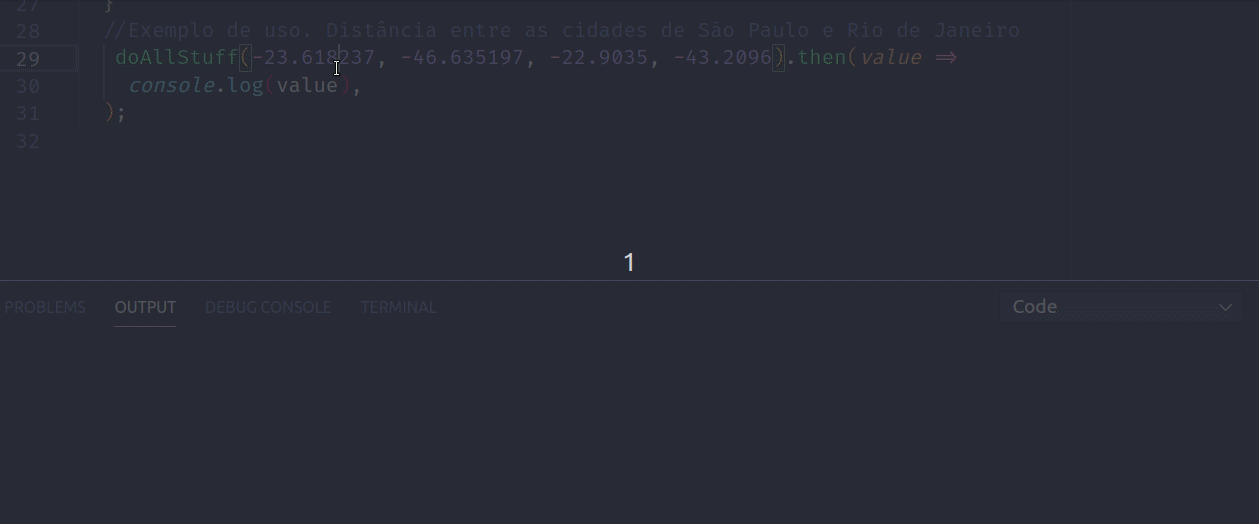 27 }
28 //Exemplo de uso. Distância entre as cidades de São Paulo e Rio de Janeiro
29 doAllStuff(-23.618237, -46.635197, -22.9035, -43.2096).then(value =>
30 console.log(value),
31 );
32
1
PROBLEMS OUTPUT DEBUG CONSOLE TERMINAL Code